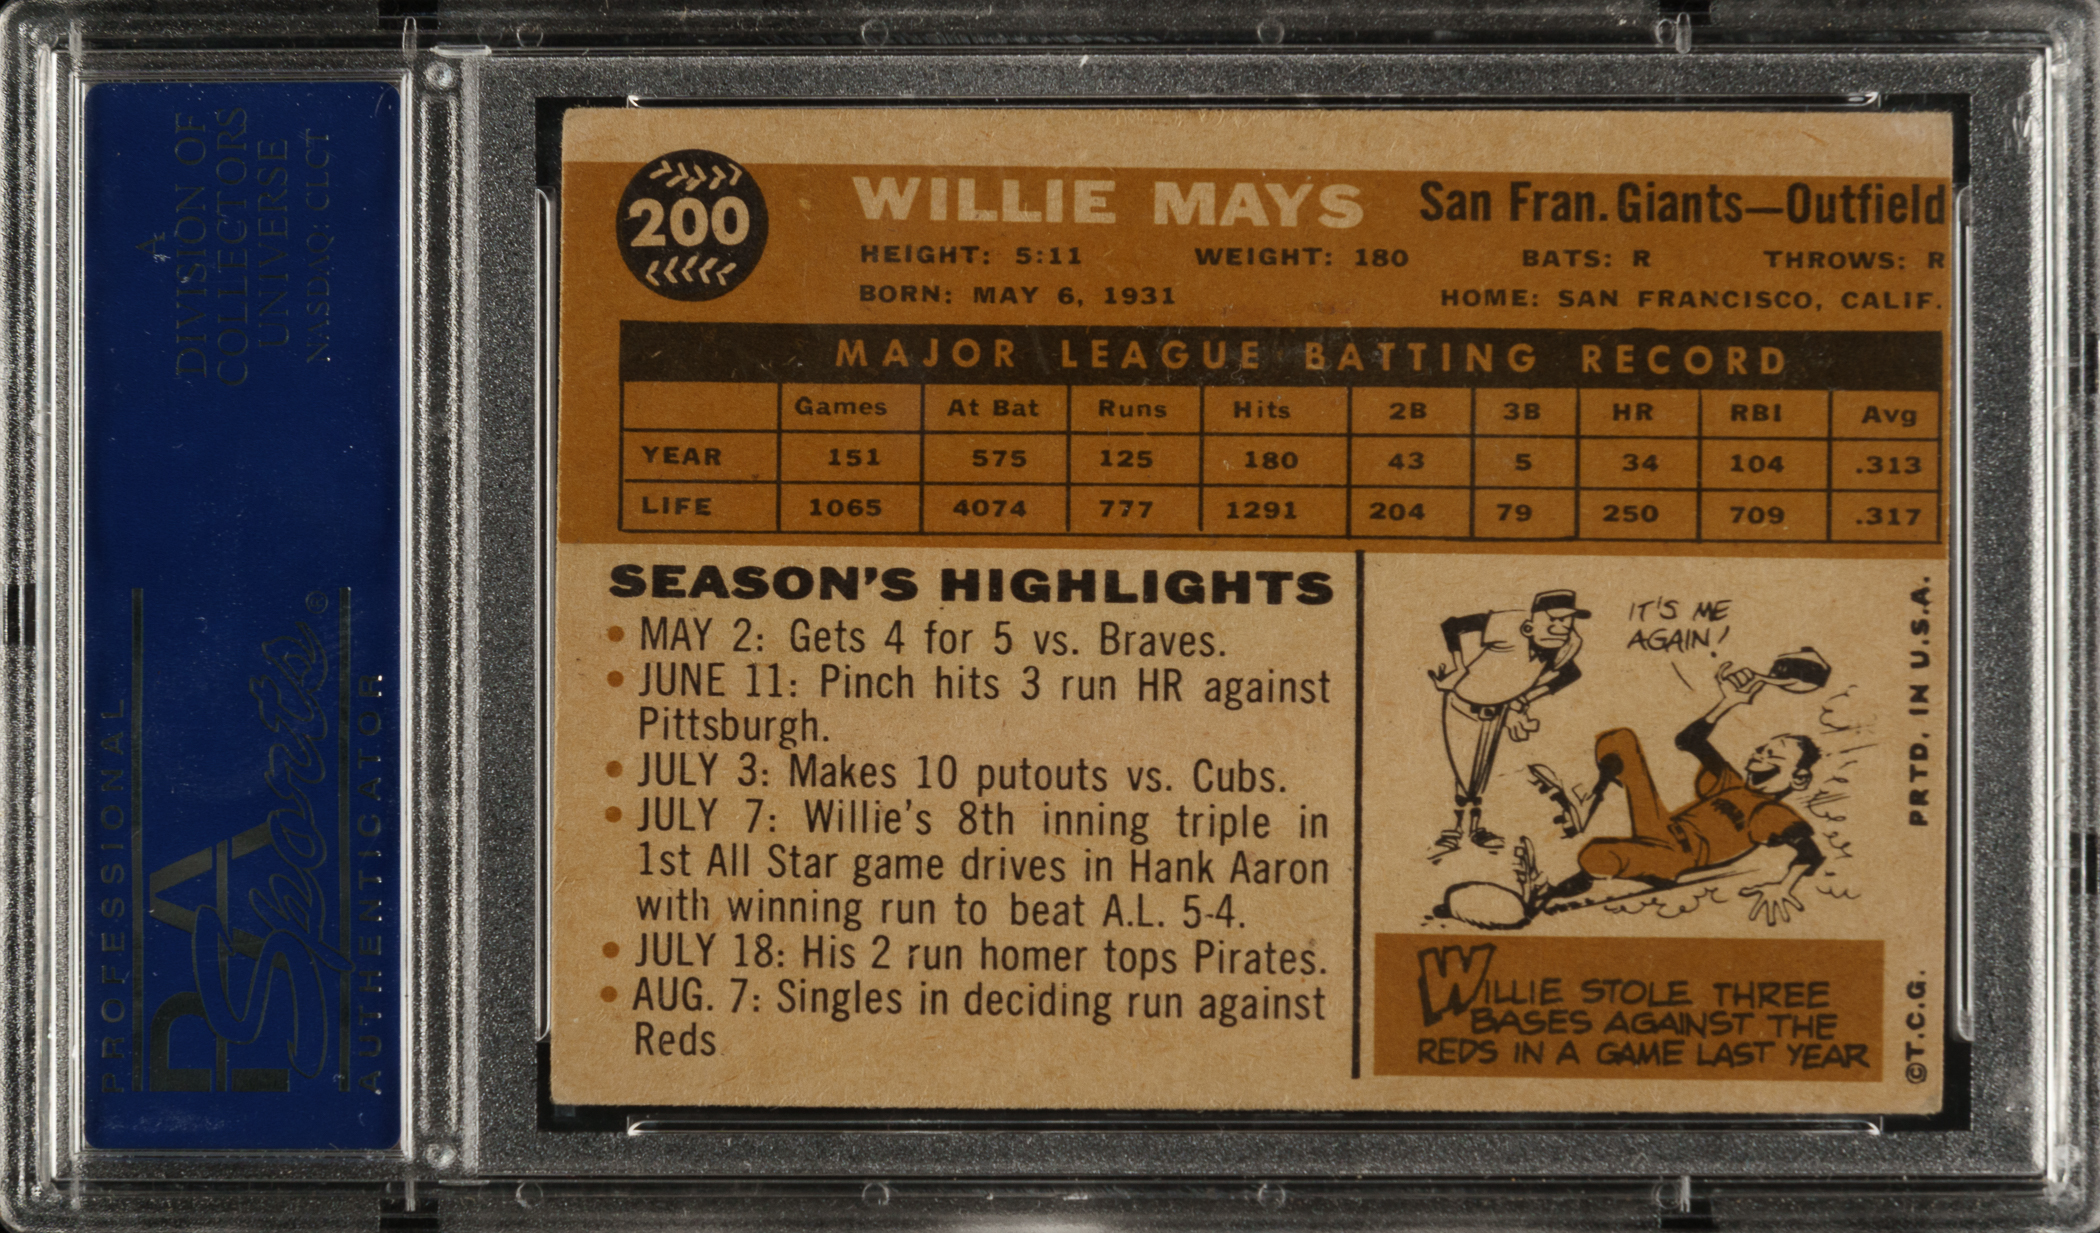 A
DIVISION OF
COLLECTORS
UNIVERSE
NASDAQ: CLCT
PROFESSIONAL
PSA
Sports ©
AUTHENTICATOR
200
WILLIE MAYS San Fran. Giants—Outfield
HEIGHT: 5:11 WEIGHT: 180 BATS: R THROWS: R
BORN: MAY 6, 1931 HOME: SAN FRANCISCO, CALIF.
MAJOR LEAGUE BATTING RECORD
Games At Bat Runs Hits 2B 3B HR RBI Avg
YEAR 151 575 125 180 43 5 34 104 .313
LIFE 1065 4074 777 1291 204 79 250 709 .317
SEASON'S HIGHLIGHTS
• MAY 2: Gets 4 for 5 vs. Braves.
• JUNE 11: Pinch hits 3 run HR against
Pittsburgh.
• JULY 3: Makes 10 putouts vs. Cubs.
• JULY 7: Willie's 8th inning triple in
1st All Star game drives in Hank Aaron
with winning run to beat A.L. 5-4.
• JULY 18: His 2 run homer tops Pirates.
• AUG. 7: Singles in deciding run against
Reds
IT'S ME
AGAIN!
WILLIE STOLE THREE
BASES AGAINST THE
REDS IN A GAME LAST YEAR
©T.C.G. PRTD. IN U.S.A.